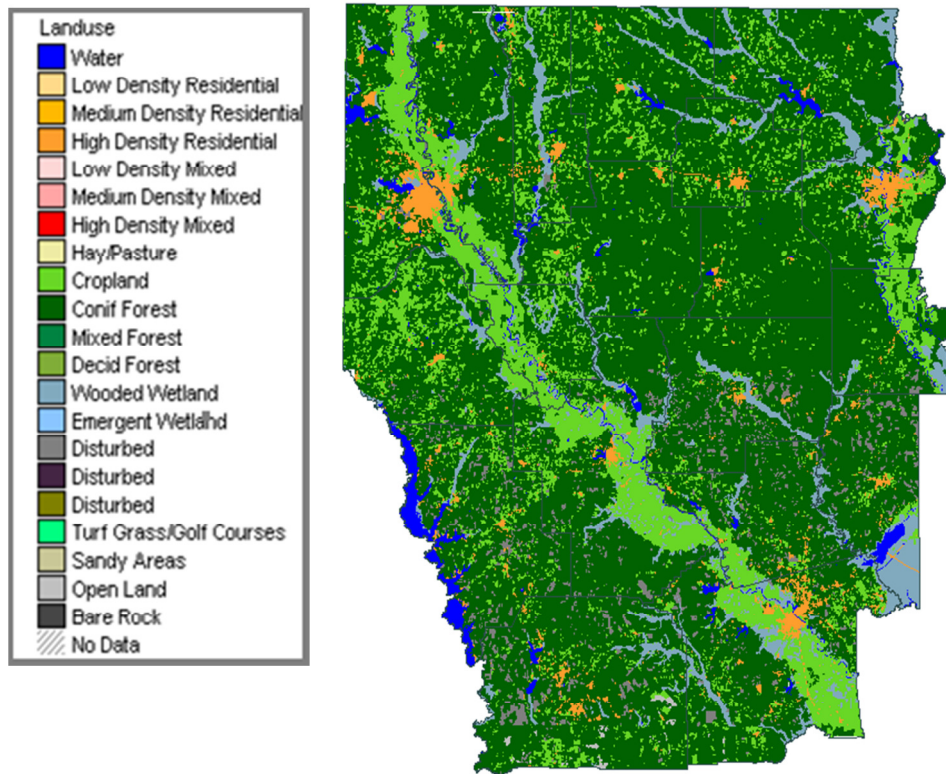 Landuse
Water
Low Density Residential
Medium Density Residential
High Density Residential
Low Density Mixed
Medium Density Mixed
High Density Mixed
Hay/Pasture
Cropland
Conif Forest
Mixed Forest
Decid Forest
Wooded Wetland
Emergent Wetldhd
Disturbed
Disturbed
Disturbed
Turf Grass/Golf Courses
Sandy Areas
Open Land
Bare Rock
No Data